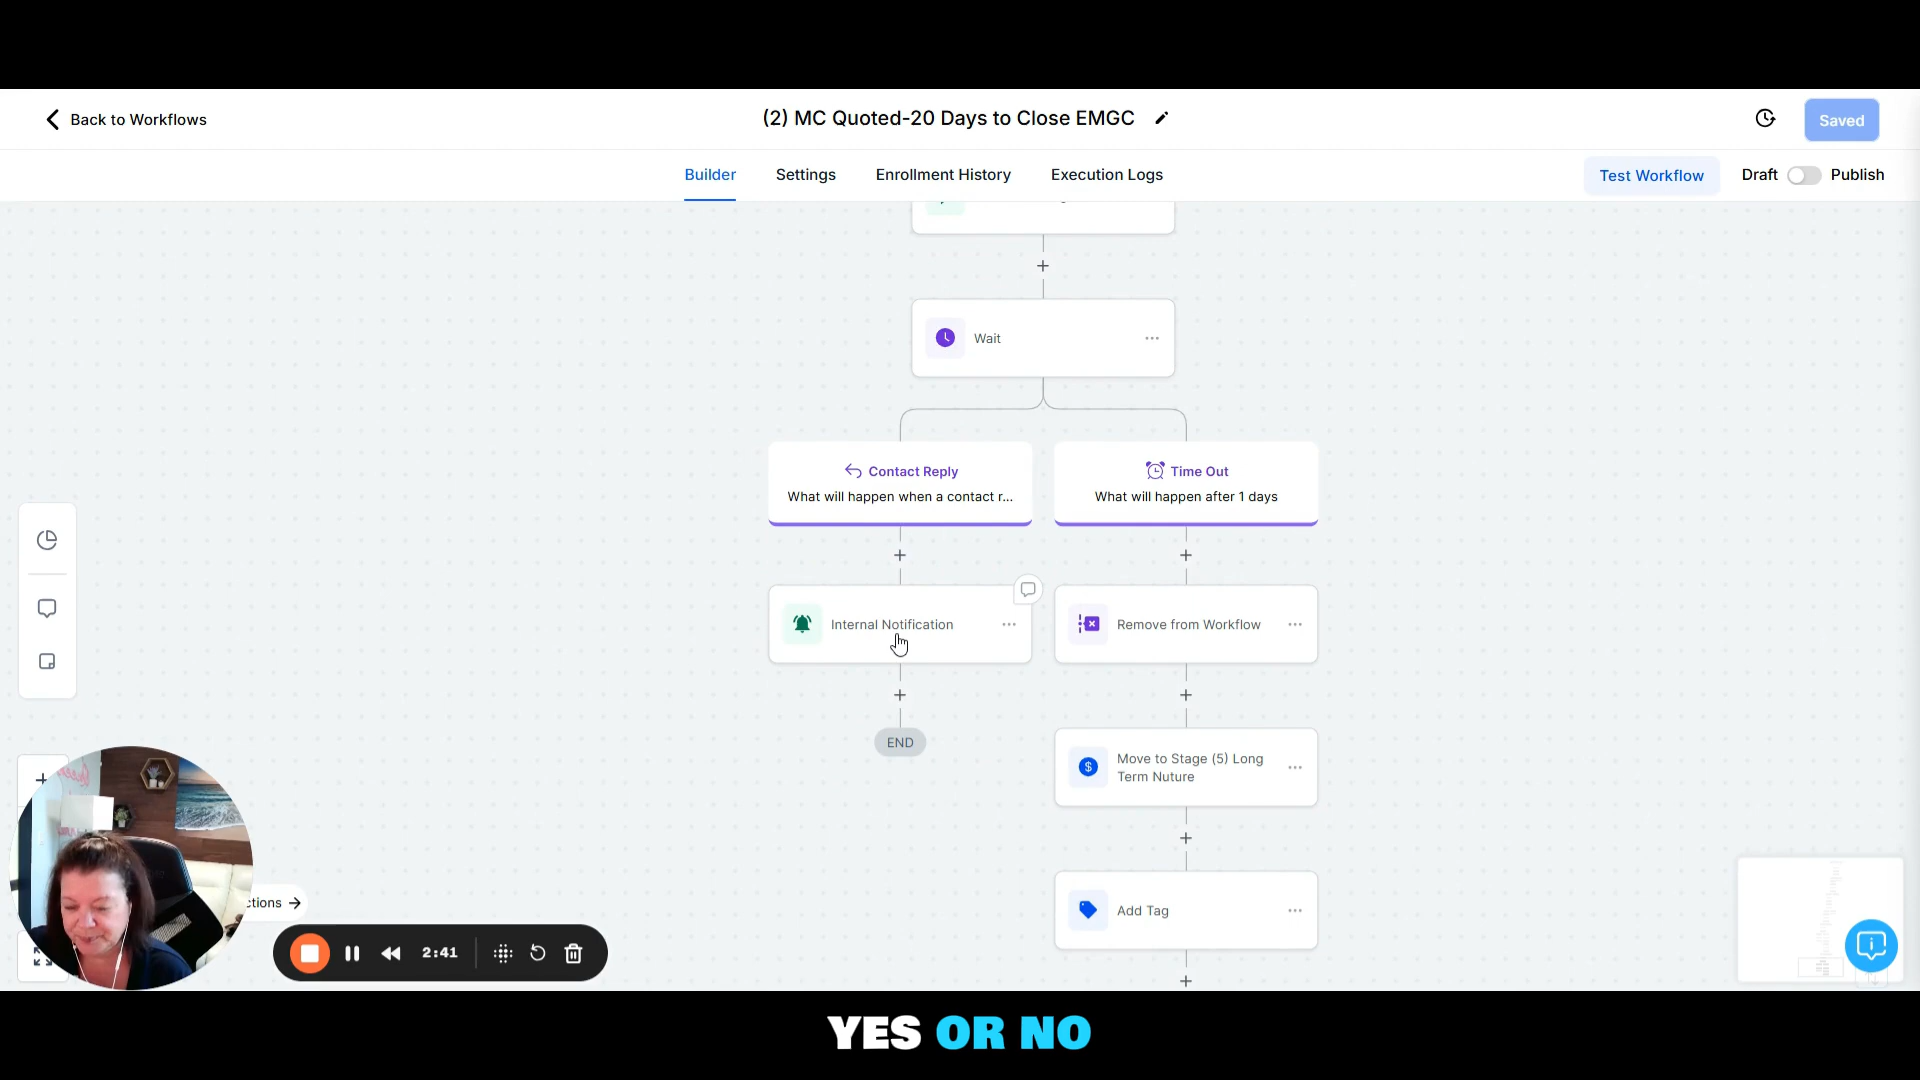 Back to Workflows
(2) MC Quoted-20 Days to Close EMGC
Saved
Builder
Settings
Enrollment History
Execution Logs
Test Workflow
Draft
Publish
Wait
Contact Reply
What will happen when a contact r...
Time Out
What will happen after 1 days
Internal Notification
Remove from Workflow
END
Move to Stage (5) Long
Term Nuture
Add Tag
ctions
2:41
YES OR NO